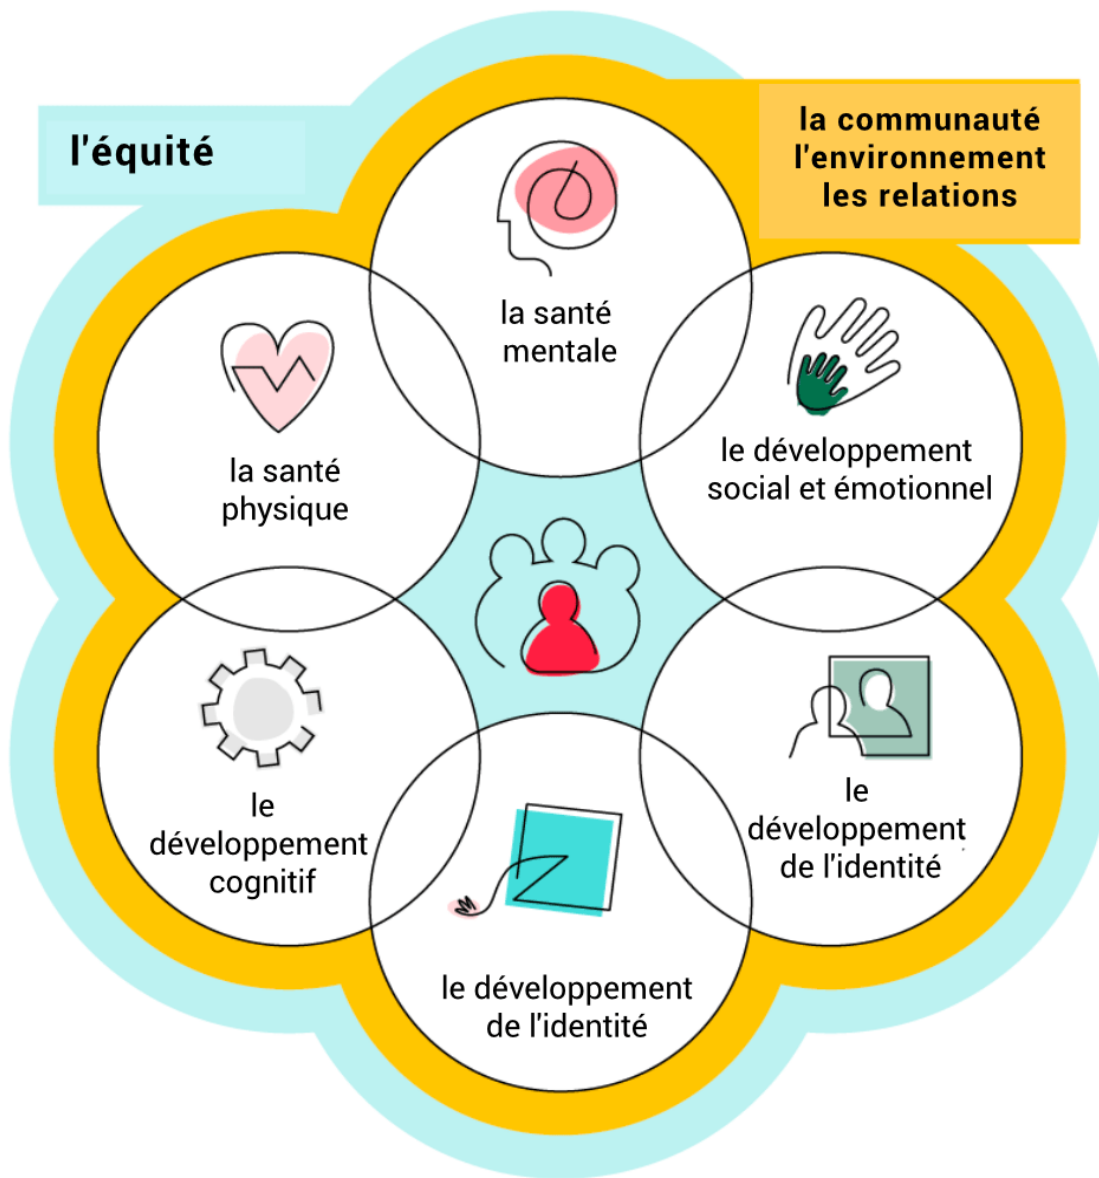 l'équité
la communauté
l'environnement
les relations
la santé
mentale
la santé
physique
le développement
social et émotionnel
le
développement
cognitif
le
développement
de l'identité
le développement
de l'identité